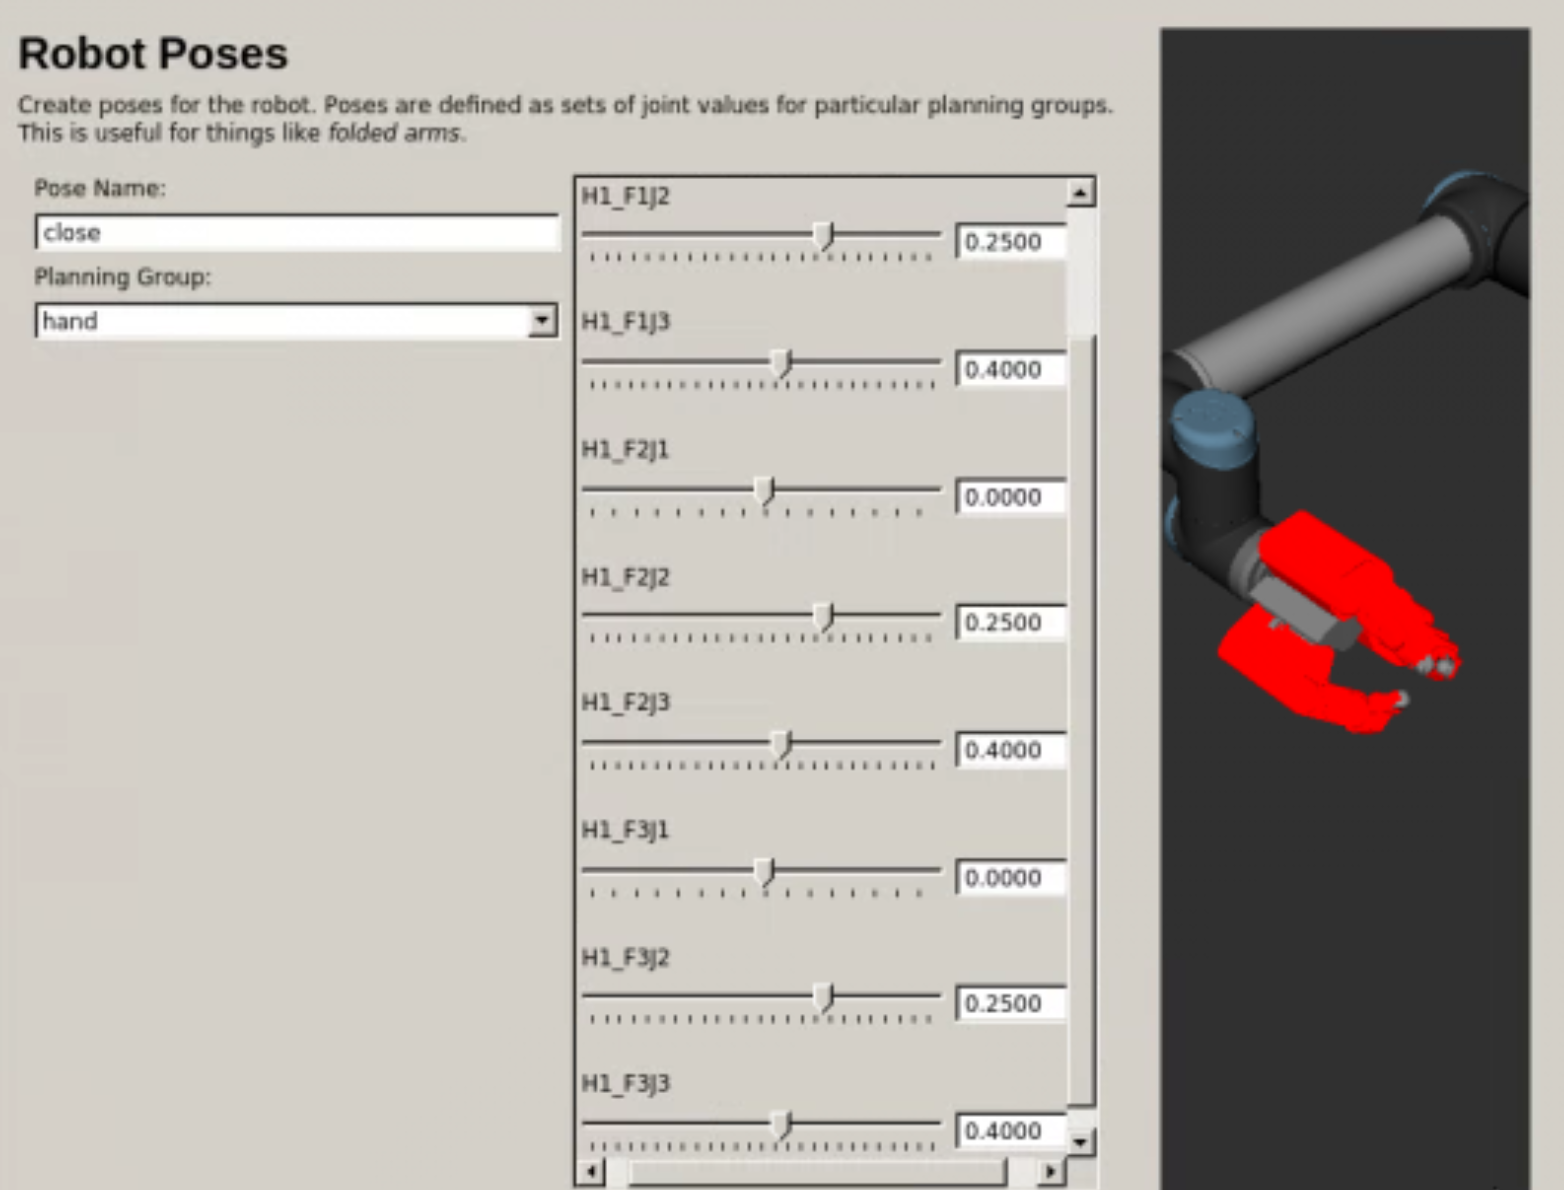 Robot Poses
Create poses for the robot. Poses are defined as sets of joint values for particular planning groups.
This is useful for things like folded arms.
Pose Name:
close
Planning Group:
hand
H1_F1J2
0.2500
H1_F1J3
0.4000
H1_F2J1
0.0000
H1_F2J2
0.2500
H1_F2J3
0.4000
H1_F3J1
0.0000
H1_F3J2
0.2500
H1_F3J3
0.4000